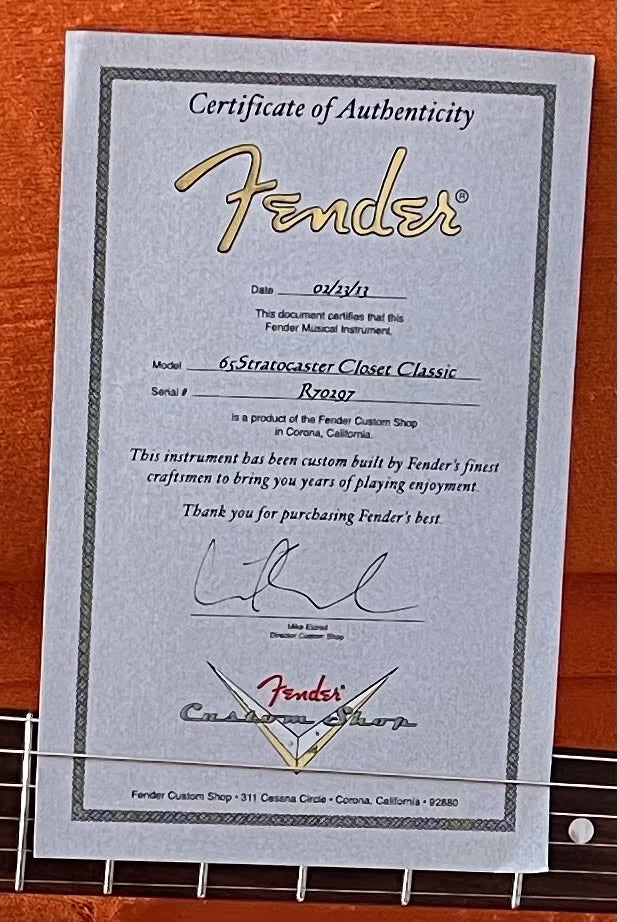 Certificate of Authenticity
Fender®
Date 02/23/13
This document certifies that this
Fender Musical Instrument,
Model 65Stratocaster Closet Classic
Serial # R70297
is a product of the Fender Custom Shop
in Corona, California.
This instrument has been custom built by Fender's finest
craftsmen to bring you years of playing enjoyment.
Thank you for purchasing Fender's best.
Mike Eldred
Director Custom Shop
Fender
Custom Shop
Fender Custom Shop • 311 Cessna Circle • Corona, California • 92880